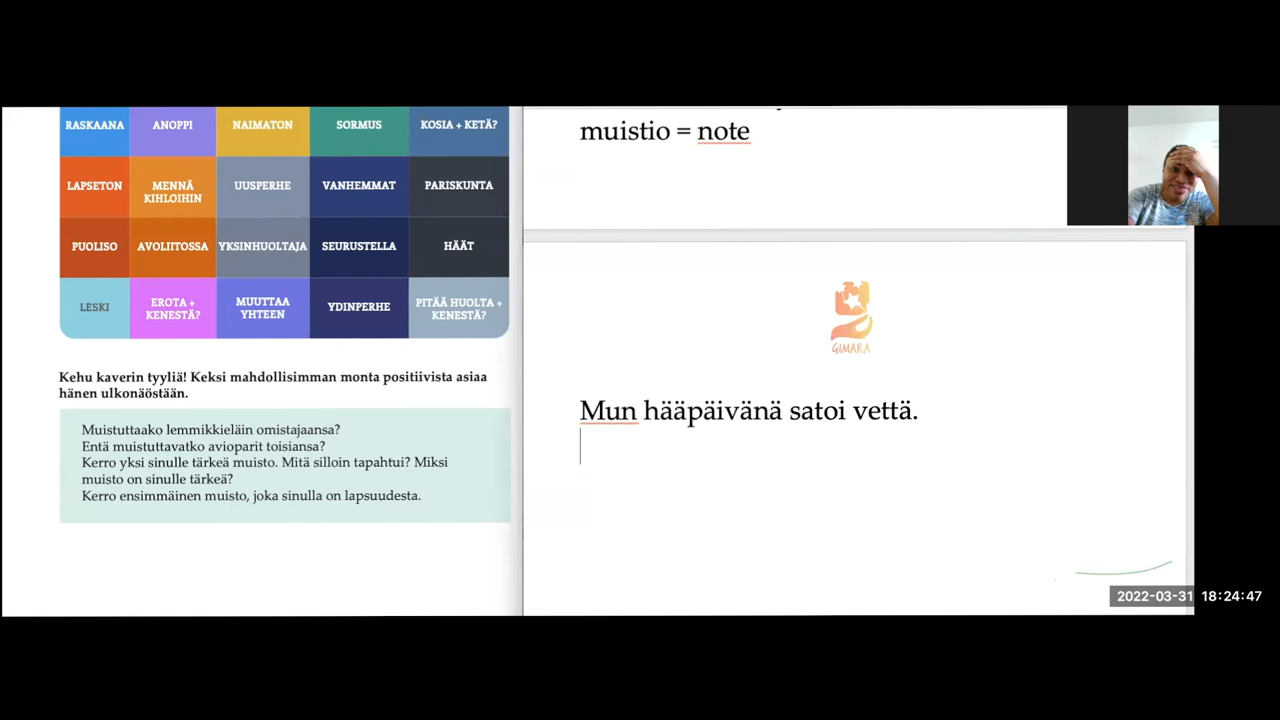 RASKAANA
ANOPPI
NAIMATON
SORMUS
KOSIA + KETÄ?
LAPSETON
MENNÄ
KIHLOIHIN
UUSPERHE
VANHEMMAT
PARISKUNTA
PUOLISO
AVOLIITOSSA
YKSINHUOLTAJA
SEURUSTELLA
HÄÄT
LESKI
EROTA +
KENESTÄ?
MUUTTAA
YHTEEN
YDINPERHE
PITÄÄ HUOLTA +
KENESTÄ?
Kehu kaverin tyyliä! Keksi mahdollisimman monta positiivista asiaa
hänen ulkonäöstään.
Muistuttaako lemmikkieläin omistajaansa?
Entä muistuttavatko avioparit toisiansa?
Kerro yksi sinulle tärkeä muisto. Mitä silloin tapahtui? Miksi
muisto on sinulle tärkeä?
Kerro ensimmäinen muisto, joka sinulla on lapsuudesta.
muistio = note
GIMARA
Mun hääpäivänä satoi vettä.
2022-03-31 18:24:47